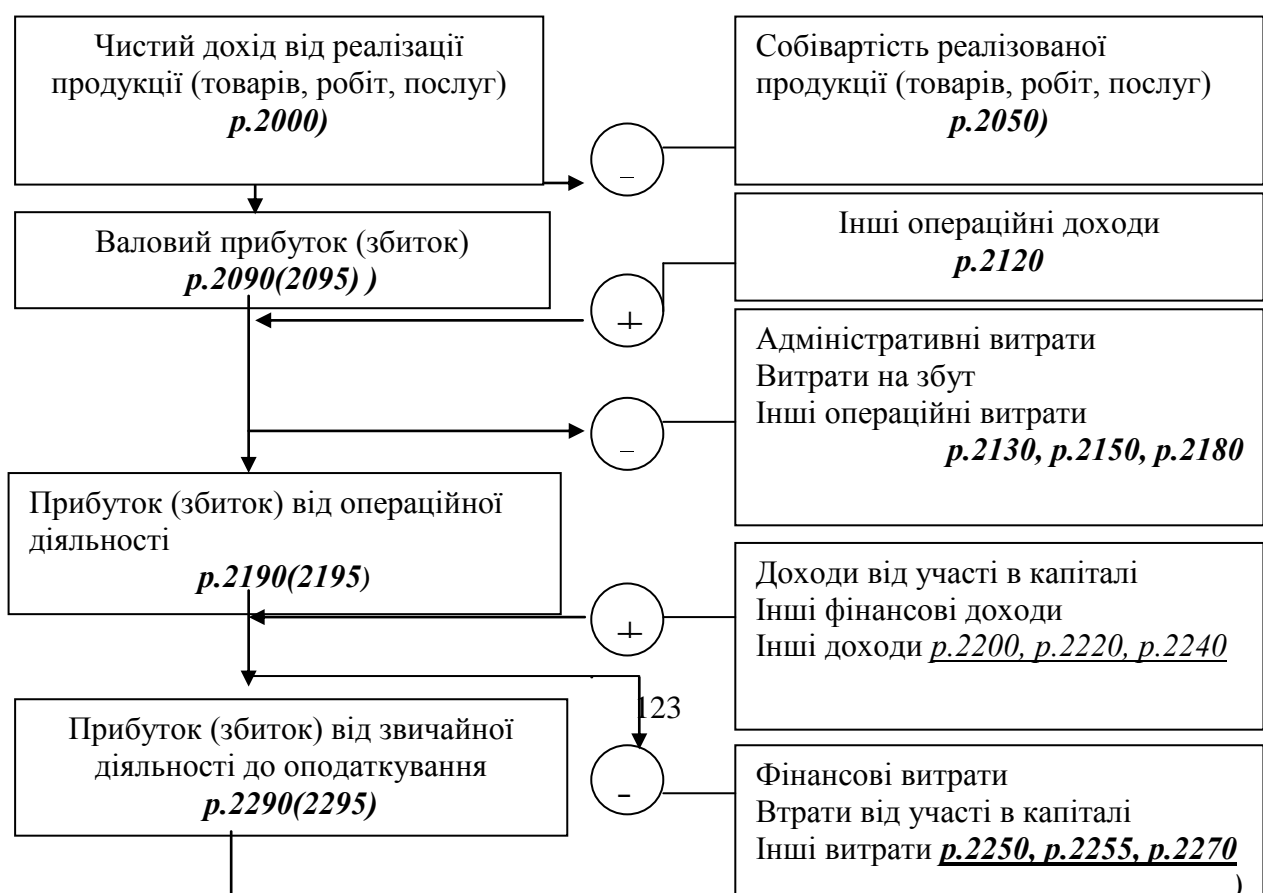 Чистий дохід від реалізації
продукції (товарів, робіт, послуг)
р.2000)
Собівартість реалізованої
продукції (товарів, робіт, послуг)
р.2050)
–
Валовий прибуток (збиток)
р.2090(2095) )
Інші операційні доходи
р.2120
+
Адміністративні витрати
Витрати на збут
Інші операційні витрати
р.2130, р.2150, р.2180
–
Прибуток (збиток) від операційної
діяльності
р.2190(2195)
Доходи від участі в капіталі
Інші фінансові доходи
Інші доходи р.2200, р.2220, р.2240
+
123
Прибуток (збиток) від звичайної
діяльності до оподаткування
р.2290(2295)
-
Фінансові витрати
Втрати від участі в капіталі
Інші витрати р.2250, р.2255, р.2270
)